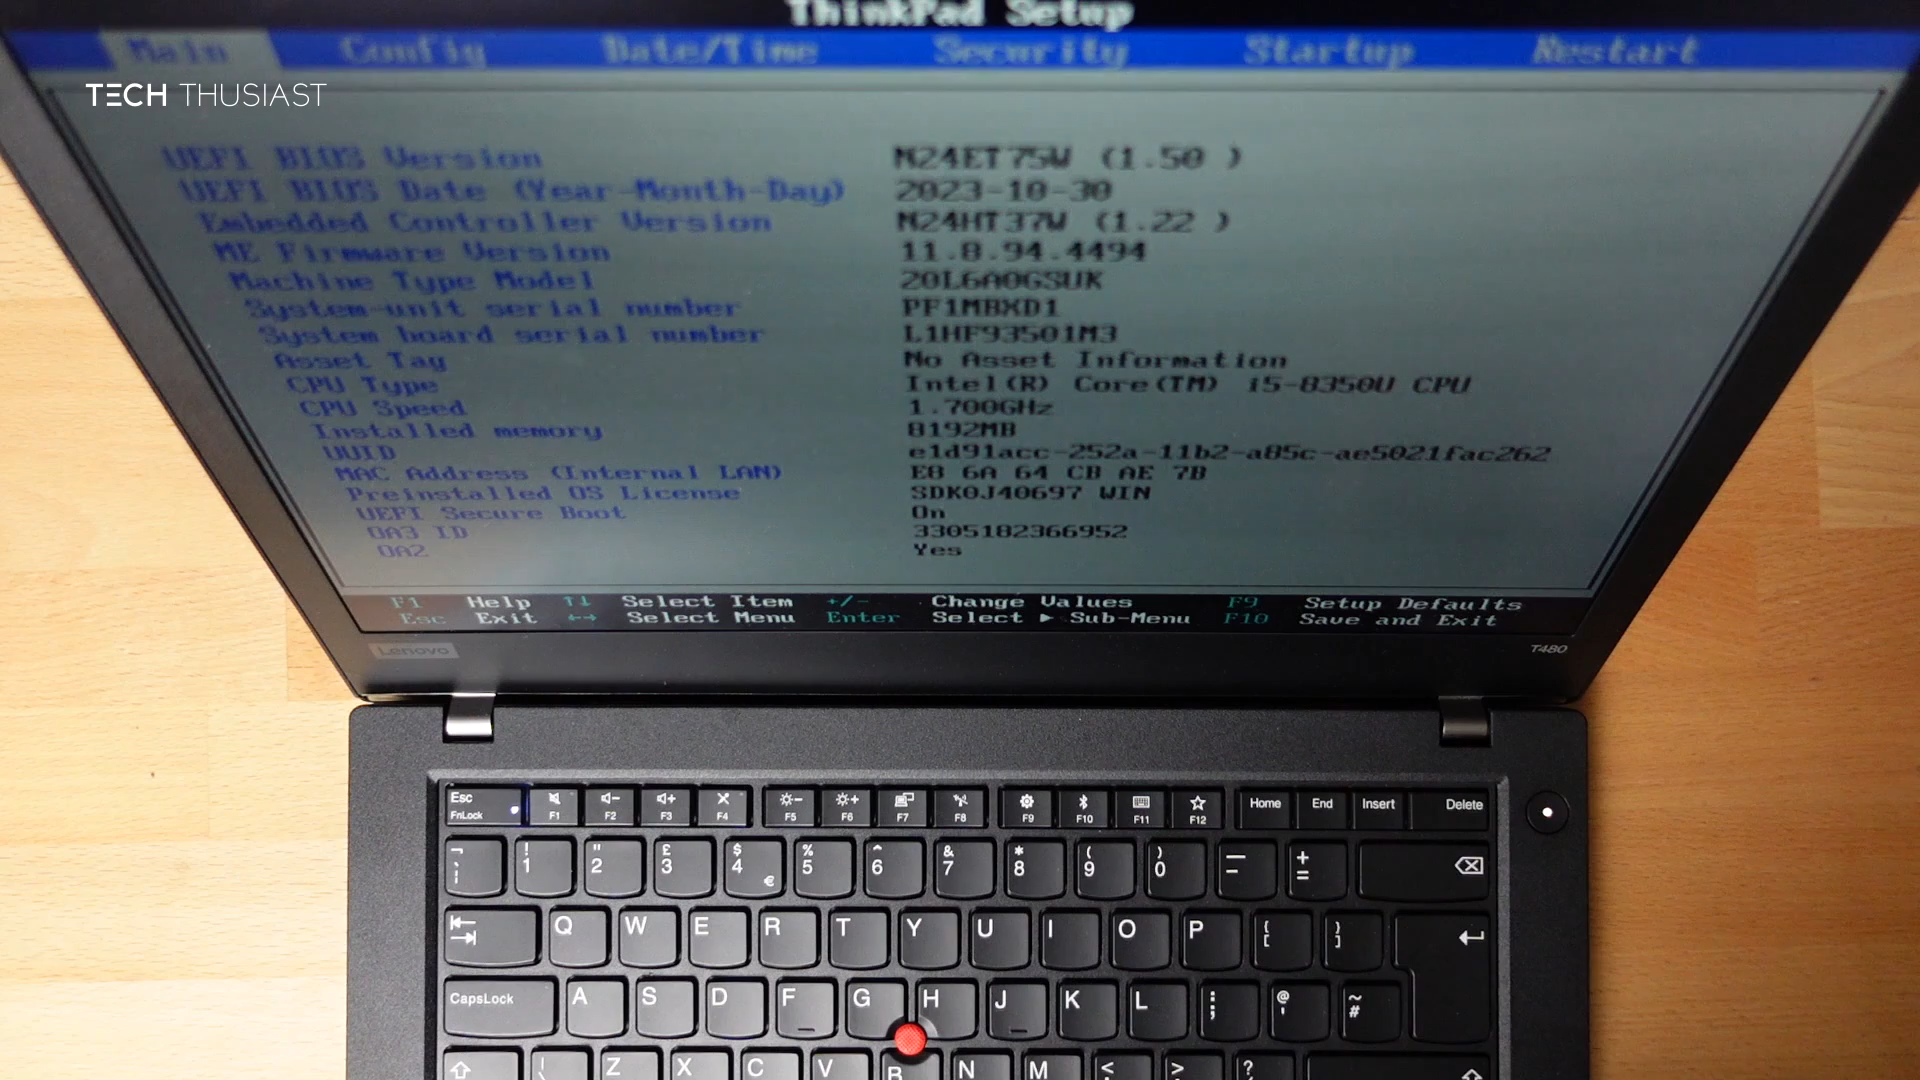 ThinkPad Setup
Main Config Date/Time Security Startup Restart
TECH THUSIAST
UEFI BIOS Version N24ET75W (1.50 )
UEFI BIOS Date (Year-Month-Day) 2023-10-30
Embedded Controller Version N24HT37W (1.22 )
ME Firmware Version 11.8.94.4494
Machine Type Model 20L6A0GSUK
System-unit serial number PF1MBXD1
System board serial number L1HF93501M3
Asset Tag No Asset Information
CPU Type Intel(R) Core(TM) i5-8350U CPU
CPU Speed 1.700GHz
Installed memory 8192MB
UUID e1d91acc-252a-11b2-a85c-ae5021fac262
MAC Address (Internal LAN) E8 6A 64 CB AE 7B
Preinstalled OS License SDK0J40697 WIN
UEFI Secure Boot On
OA3 ID 3305182366952
OA2 Yes
F1 Help ↑↓ Select Item +/- Change Values F9 Setup Defaults
Esc Exit ←→ Select Menu Enter Select ▶ Sub-Menu F10 Save and Exit
Lenovo T480
Esc FnLock F1 F2 F3 F4 F5 F6 F7 F8 F9 F10 F11 F12 Home End Insert Delete
¬ ! " £ $ % ^ & * ( ) — +
¦ 1 2 3 4 € 5 6 7 8 9 0 - =
Q W E R T Y U I O P { [ } ]
CapsLock A S D F G H J K L : ; @ ' ~ #
| Z X C V B N M < > ?